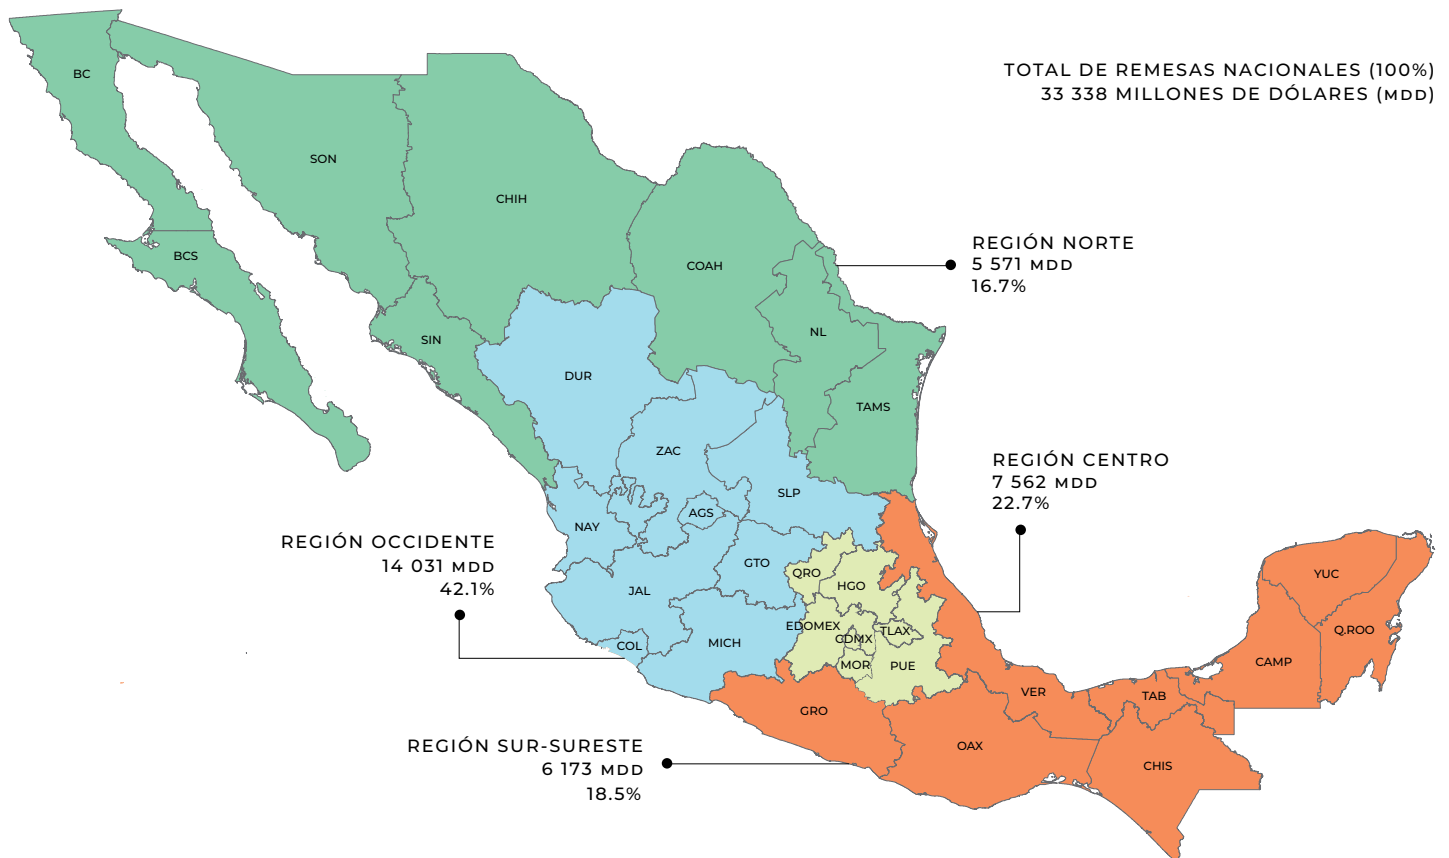 TOTAL DE REMESAS NACIONALES (100%)
33 338 MILLONES DE DÓLARES (MDD)
BC
SON
CHIH
BCS
COAH
REGIÓN NORTE
5 571 MDD
16.7%
SIN
NL
DUR
TAMS
ZAC
REGIÓN CENTRO
7 562 MDD
22.7%
SLP
AGS
NAY
REGIÓN OCCIDENTE
14 031 MDD
42.1%
GTO
QRO
HGO
JAL
YUC
EDOMEX
CDMX
TLAX
Q.ROO
COL
MICH
MOR
PUE
CAMP
VER
TAB
GRO
OAX
CHIS
REGIÓN SUR-SURESTE
6 173 MDD
18.5%